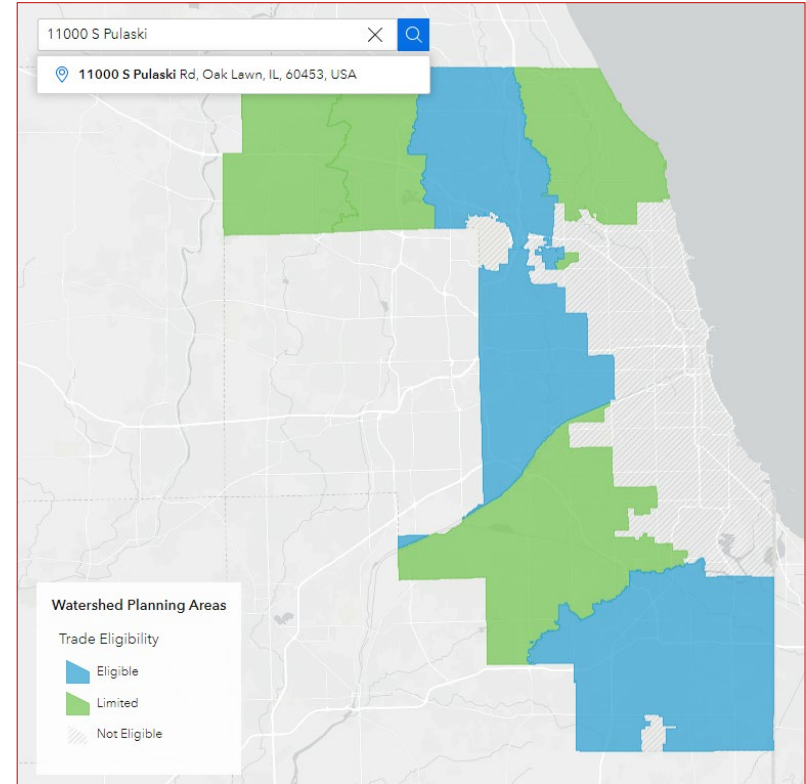 11000 S Pulaski
11000 S Pulaski Rd, Oak Lawn, IL, 60453, USA
Watershed Planning Areas
Trade Eligibility
Eligible
Limited
Not Eligible